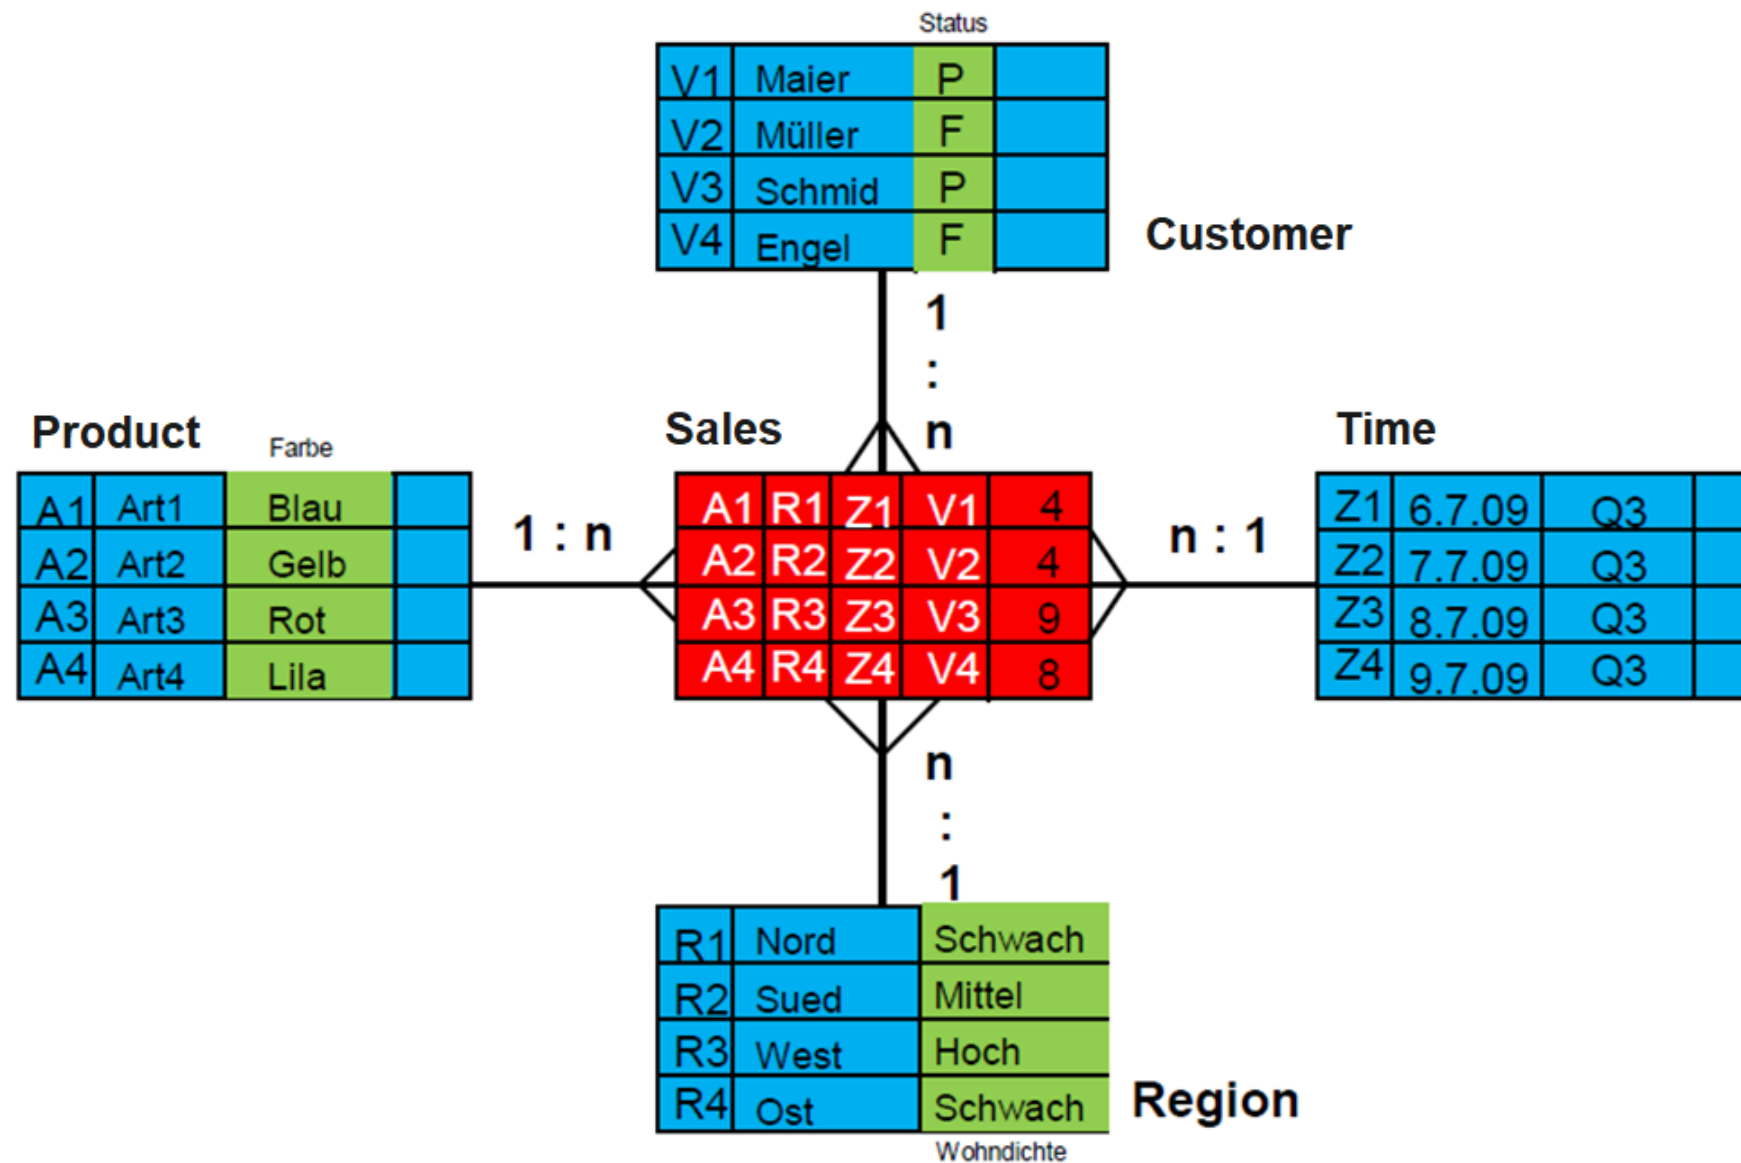 Status
V1 Maier P
V2 Müller F
V3 Schmid P
V4 Engel F
Customer
1
:
n
Product
Farbe
A1 Art1 Blau
A2 Art2 Gelb
A3 Art3 Rot
A4 Art4 Lila
1 : n
Sales
A1 R1 Z1 V1 4
A2 R2 Z2 V2 4
A3 R3 Z3 V3 9
A4 R4 Z4 V4 8
n : 1
Time
Z1 6.7.09 Q3
Z2 7.7.09 Q3
Z3 8.7.09 Q3
Z4 9.7.09 Q3
n
:
1
R1 Nord Schwach
R2 Sued Mittel
R3 West Hoch
R4 Ost Schwach
Region
Wohndichte